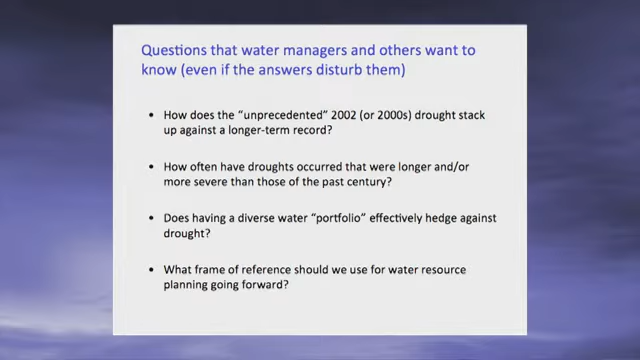 Questions that water managers and others want to
know (even if the answers disturb them)
• How does the “unprecedented” 2002 (or 2000s) drought stack
up against a longer-term record?
• How often have droughts occurred that were longer and/or
more severe than those of the past century?
• Does having a diverse water “portfolio” effectively hedge against
drought?
• What frame of reference should we use for water resource
planning going forward?